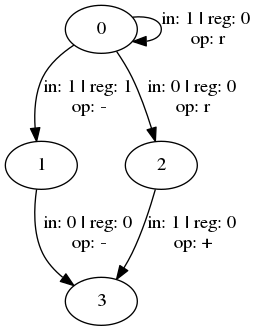 0
in: 1 | reg: 0
op: r
in: 1 | reg: 1
op: -
in: 0 | reg: 0
op: r
1
2
in: 0 | reg: 0
op: -
in: 1 | reg: 0
op: +
3